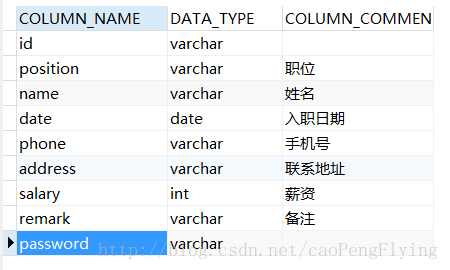 COLUMN_NAME DATA_TYPE COLUMN_COMMEN
id varchar
position varchar 职位
name varchar 姓名
date date 入职日期
phone varchar 手机号
address varchar 联系地址
salary int 薪资
remark varchar 备注
password varchar
http://blog.csdn.net/caoPengFlying